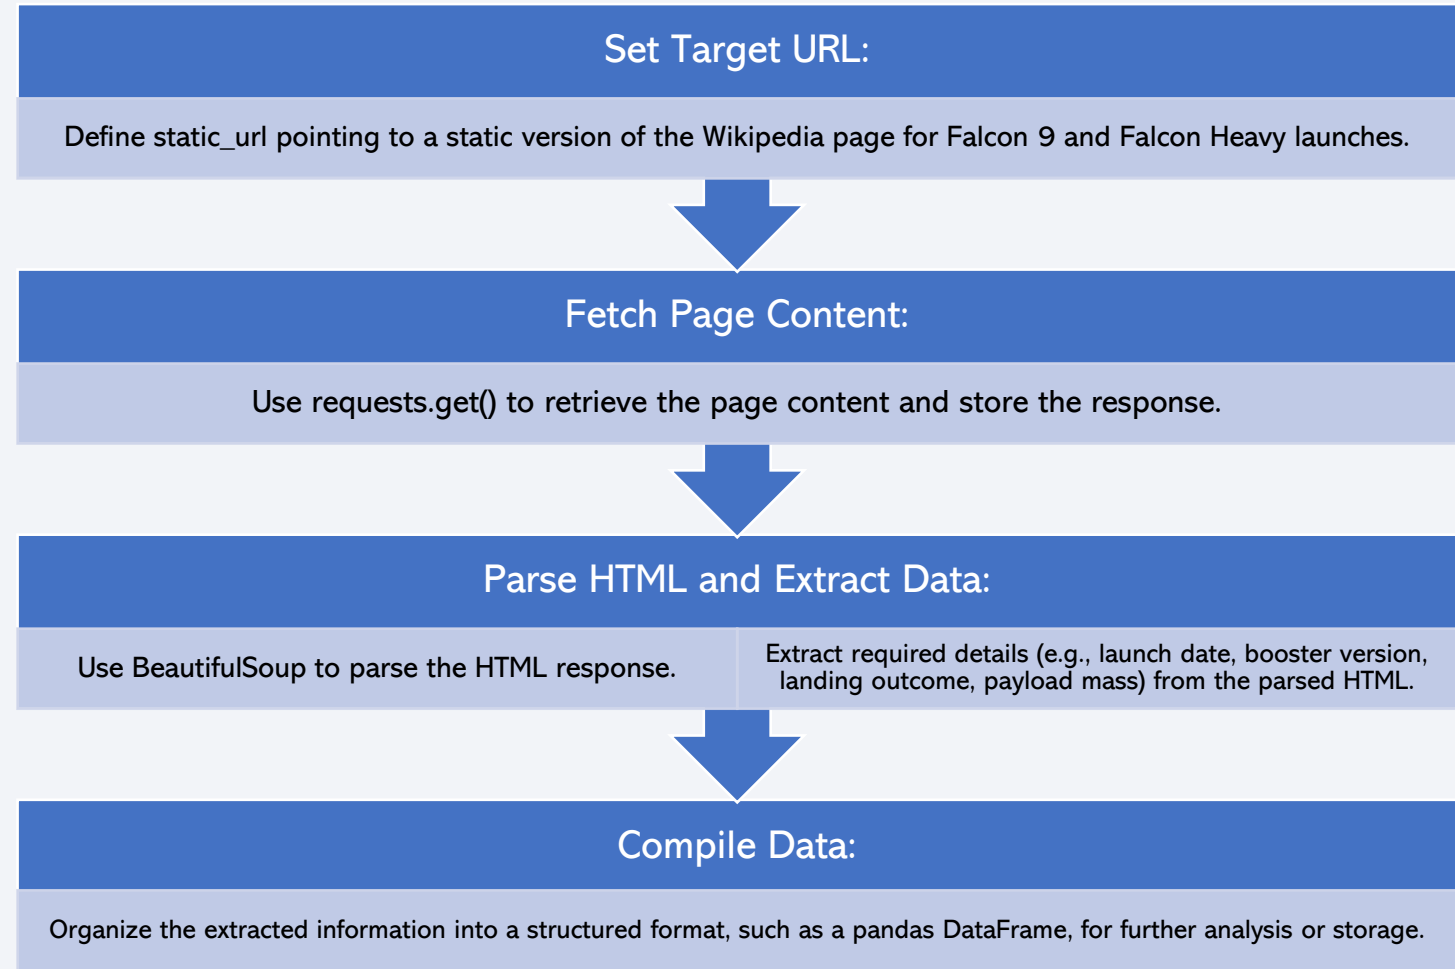 Set Target URL:
Define static_url pointing to a static version of the Wikipedia page for Falcon 9 and Falcon Heavy launches.
Fetch Page Content:
Use requests.get() to retrieve the page content and store the response.
Parse HTML and Extract Data:
Use BeautifulSoup to parse the HTML response.
Extract required details (e.g., launch date, booster version,
landing outcome, payload mass) from the parsed HTML.
Compile Data:
Organize the extracted information into a structured format, such as a pandas DataFrame, for further analysis or storage.